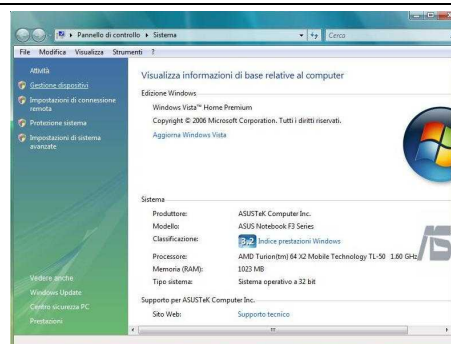 Pannello di controllo ▸ Sistema
Cerca
File Modifica Visualizza Strumenti ?
Attività
Gestione dispositivi
Impostazioni di connessione
remota
Protezione sistema
Impostazioni di sistema
avanzate
Vedere anche
Windows Update
Centro sicurezza PC
Prestazioni
Visualizza informazioni di base relative al computer
Edizione Windows
Windows Vista™ Home Premium
Copyright © 2006 Microsoft Corporation. Tutti i diritti riservati.
Aggiorna Windows Vista
Sistema
Produttore: ASUSTeK Computer Inc.
Modello: ASUS Notebook F3 Series
Classificazione: 3,2 Indice prestazioni Windows
Processore: AMD Turion(tm) 64 X2 Mobile Technology TL-50 1.60 GHz
Memoria (RAM): 1023 MB
Tipo sistema: Sistema operativo a 32 bit
Supporto per ASUSTeK Computer Inc.
Sito Web: Supporto tecnico